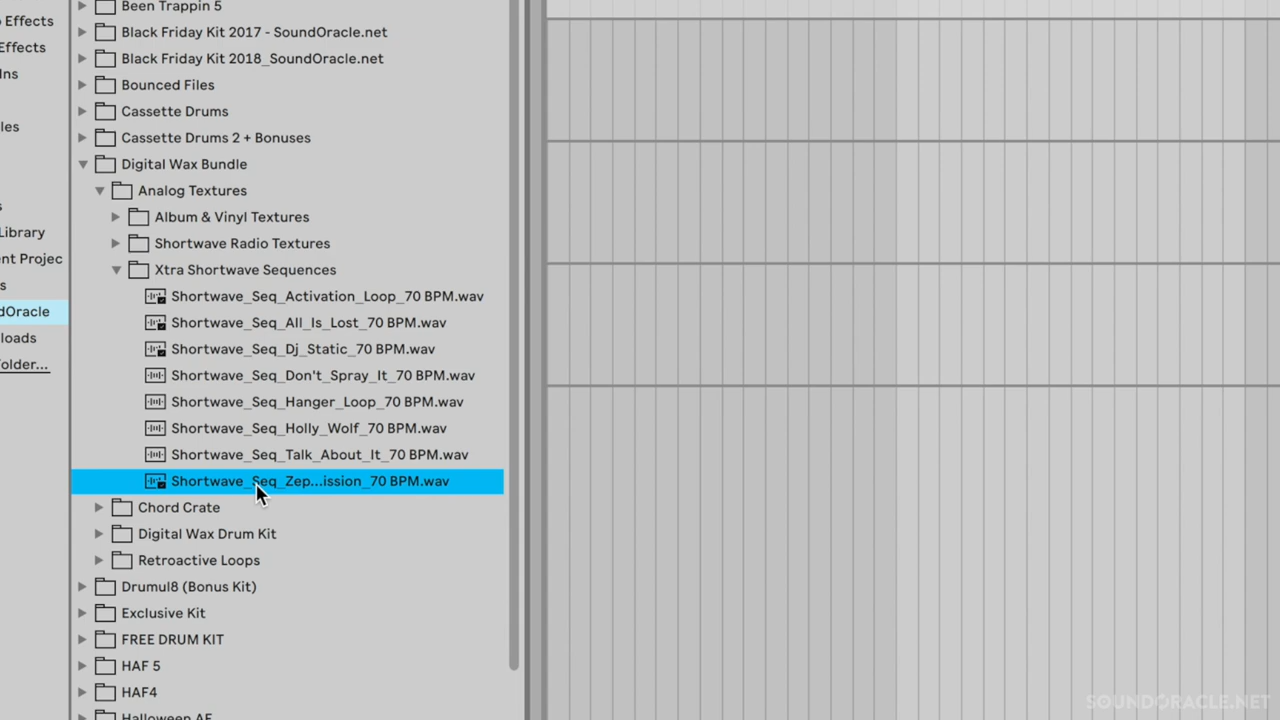 Been Trappin 5
Effects
Black Friday Kit 2017 - SoundOracle.net
Effects
Black Friday Kit 2018_SoundOracle.net
Ins
Bounced Files
Cassette Drums
les
Cassette Drums 2 + Bonuses
Digital Wax Bundle
Analog Textures
s
Album & Vinyl Textures
Library
Shortwave Radio Textures
ent Projec
Xtra Shortwave Sequences
s
Shortwave_Seq_Activation_Loop_70 BPM.wav
dOracle
Shortwave_Seq_All_Is_Lost_70 BPM.wav
loads
Shortwave_Seq_Dj_Static_70 BPM.wav
older...
Shortwave_Seq_Don't_Spray_It_70 BPM.wav
Shortwave_Seq_Hanger_Loop_70 BPM.wav
Shortwave_Seq_Holly_Wolf_70 BPM.wav
Shortwave_Seq_Talk_About_It_70 BPM.wav
Shortwave_Seq_Zep...ission_70 BPM.wav
Chord Crate
Digital Wax Drum Kit
Retroactive Loops
Drumul8 (Bonus Kit)
Exclusive Kit
FREE DRUM KIT
HAF 5
HAF4
Halloween AF
SOUNDORACLE.NET